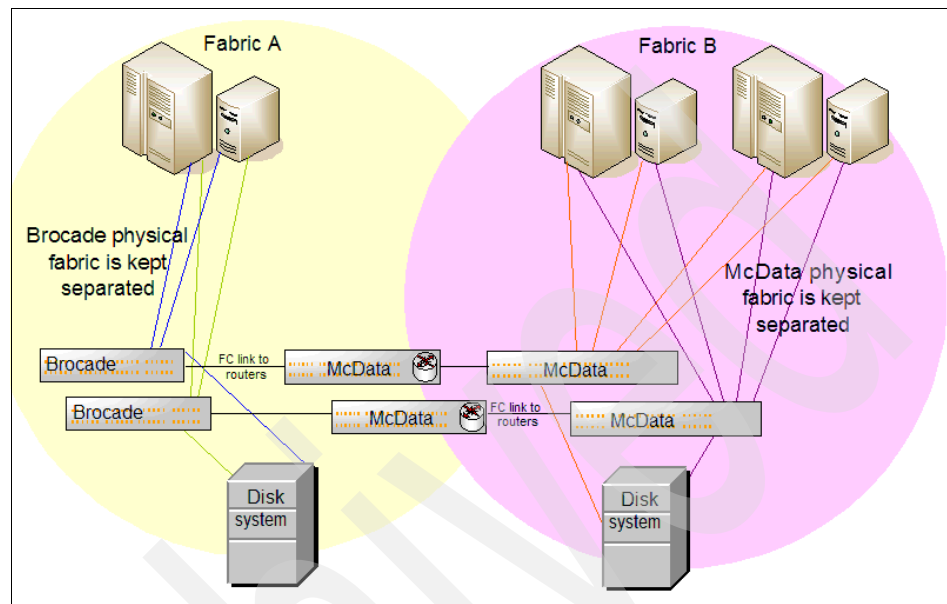 Fabric A
Fabric B
Brocade physical
fabric is kept
separated
McData physical
fabric is kept
separated
Brocade
FC link to
routers
McData
McData
Brocade
McData
FC link to
routers
McData
Disk
system
Disk
system